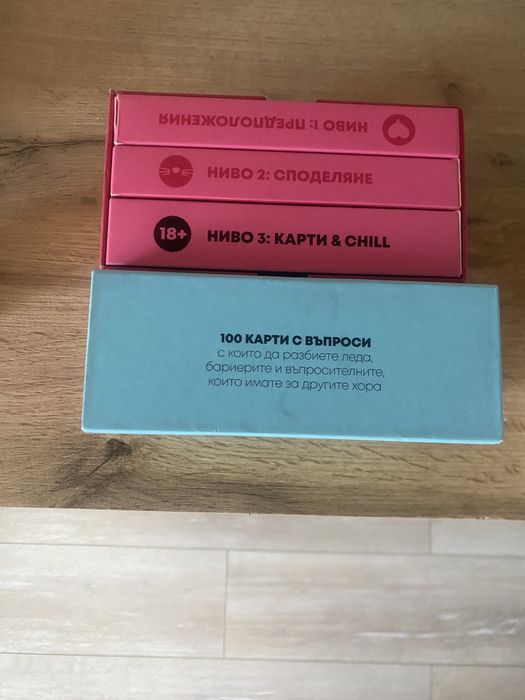 НИВО 1: ПРЕДПОЛОЖЕНИЯ
НИВО 2: СПОДЕЛЯНЕ
18+ НИВО 3: КАРТИ & CHILL
100 КАРТИ С ВЪПРОСИ
с които да разбиете леда,
бариерите и въпросителните,
които имате за другите хора